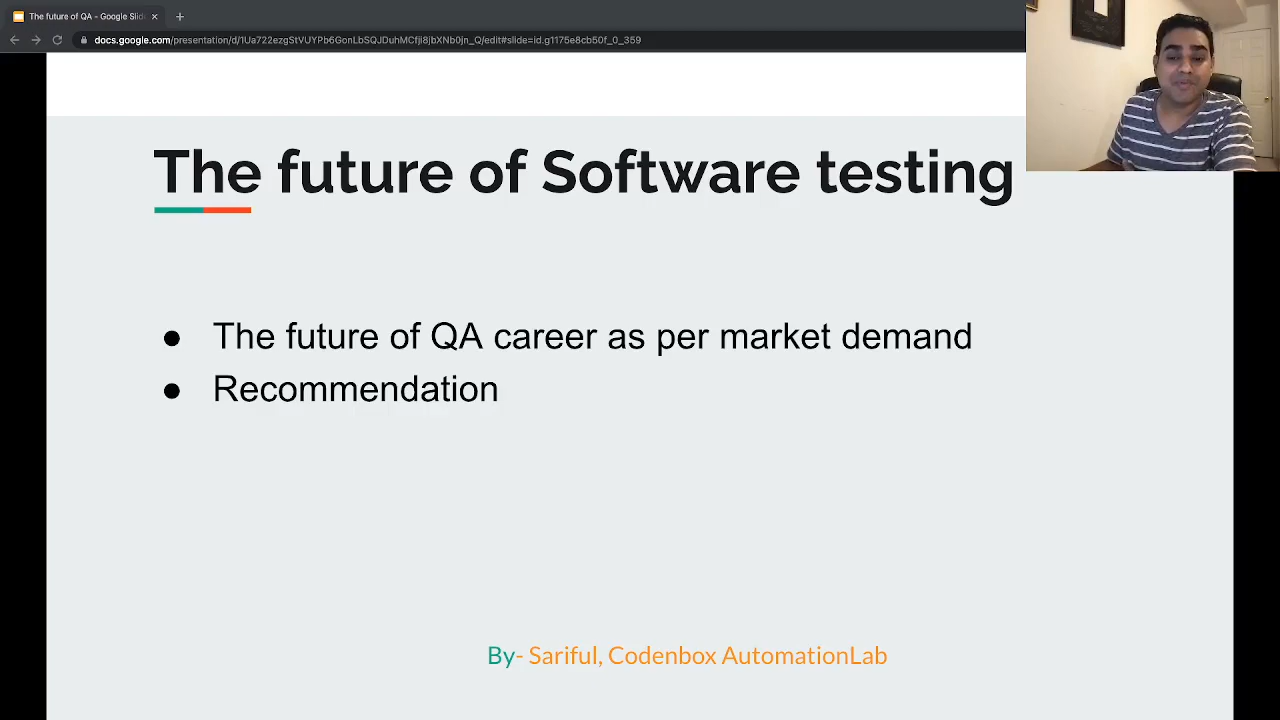 The future of QA - Google Slid
docs.google.com/presentation/d/1Ua722ezgStVUYPb6GonLbSQJDuhMCfji8jbXNb0jn_Q/edit#slide=id.g1175e8cb50f_0_359
The future of Software testing
● The future of QA career as per market demand
● Recommendation
By- Sariful, Codenbox AutomationLab